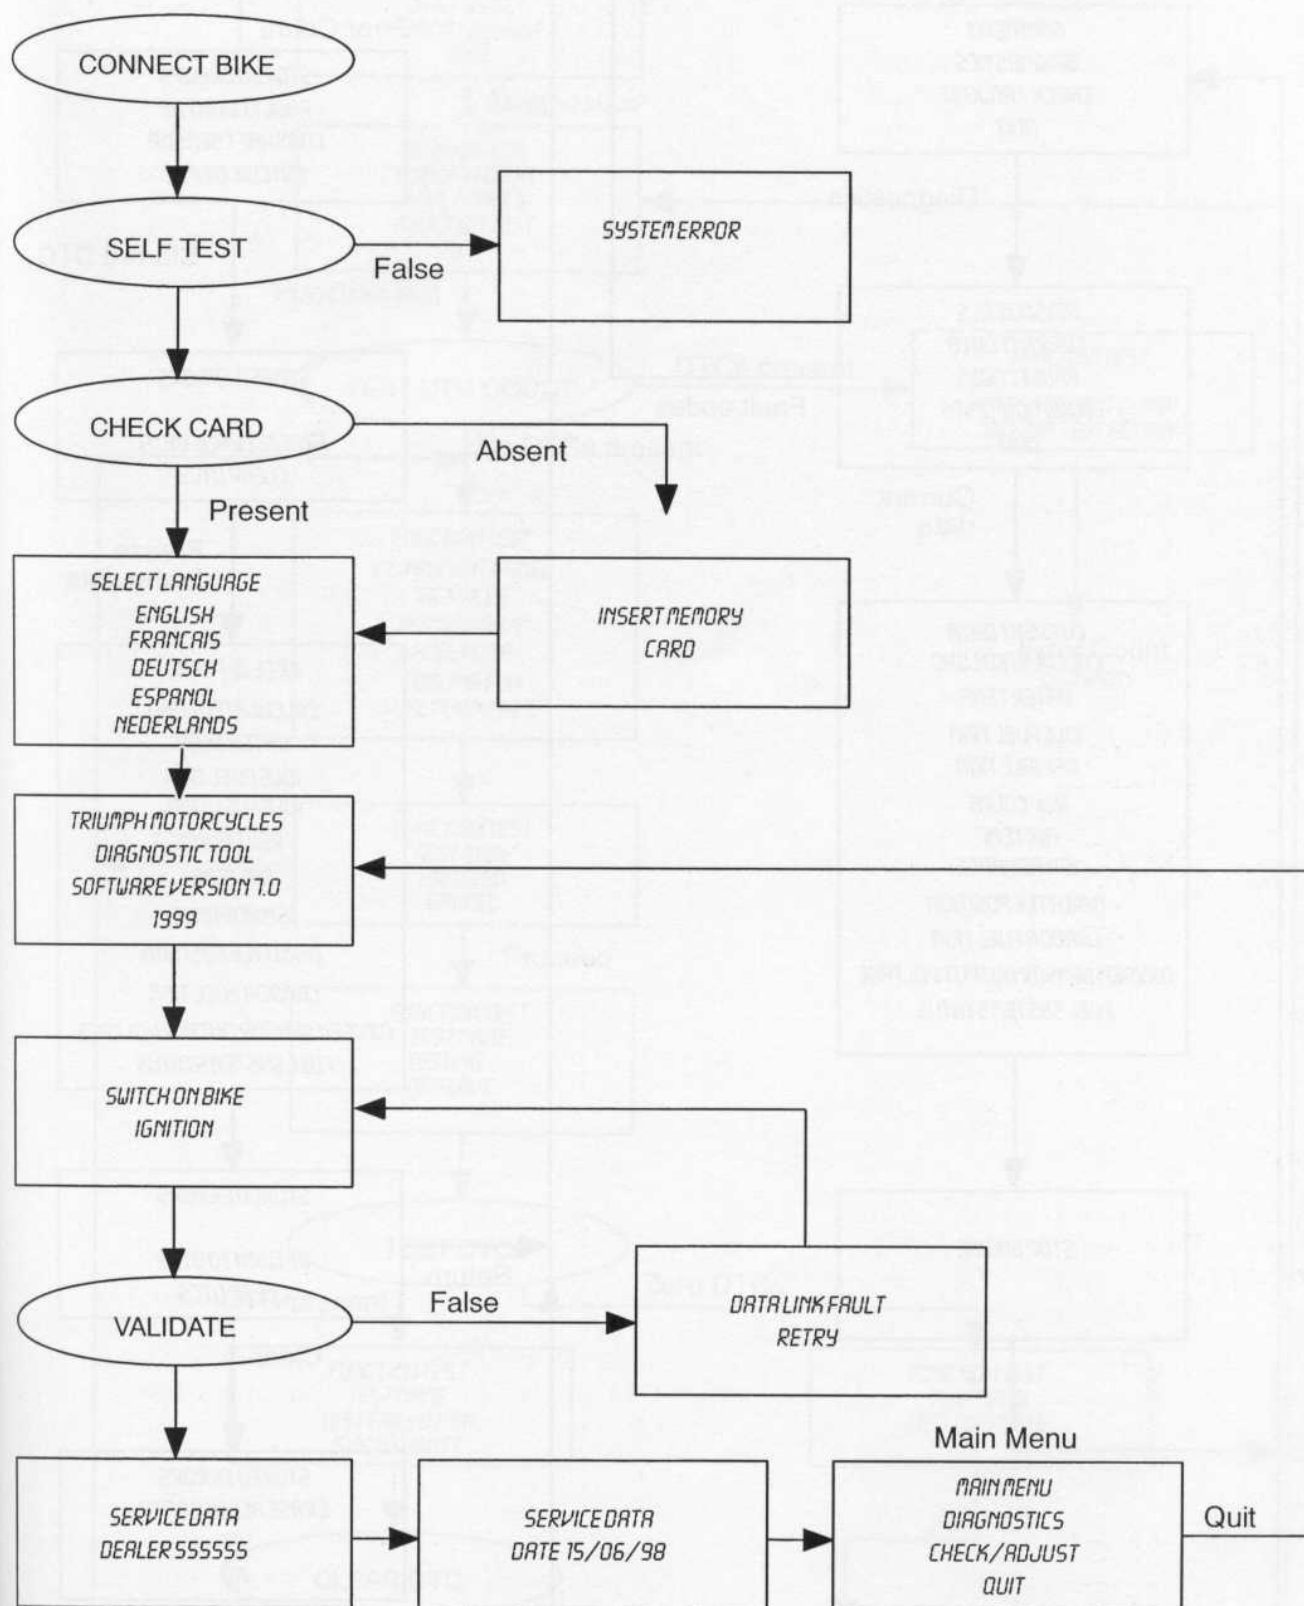 CONNECT BIKE
SELF TEST
False
SYSTEM ERROR
CHECK CARD
Absent
Present
SELECT LANGUAGE
ENGLISH
FRANCAIS
DEUTSCH
ESPANOL
NEDERLANDS
INSERT MEMORY
CARD
TRIUMPH MOTORCYCLES
DIAGNOSTIC TOOL
SOFTWARE VERSION 7.0
1999
SWITCH ON BIKE
IGNITION
VALIDATE
False
DATA LINK FAULT
RETRY
SERVICE DATA
DEALER 555555
SERVICE DATA
DATE 15/06/98
Main Menu
MAIN MENU
DIAGNOSTICS
CHECK/ADJUST
QUIT
Quit